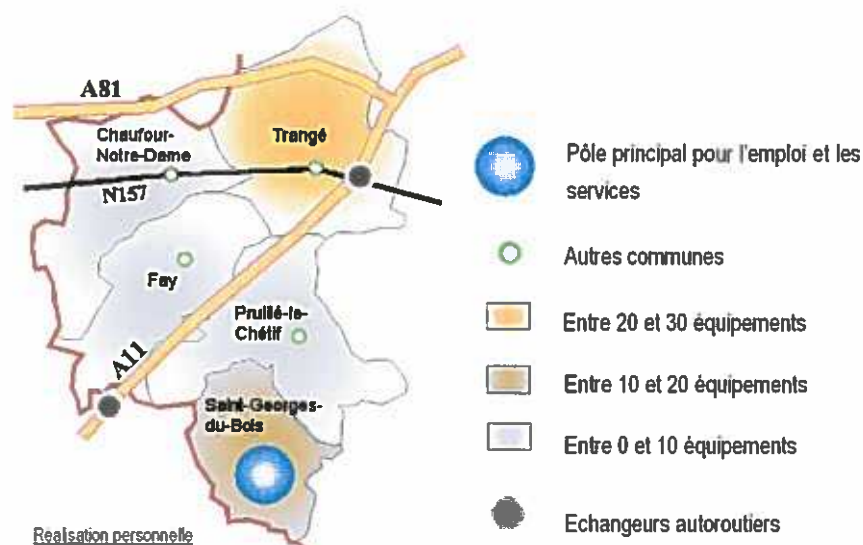 A81
Chaufour-
Notre-Dame
Trangé
N157
Fay
Pruillé-le-
Chétif
A11
Saint-Georges-
du-Bois
Réalisation personnelle
Pôle principal pour l'emploi et les
services
Autres communes
Entre 20 et 30 équipements
Entre 10 et 20 équipements
Entre 0 et 10 équipements
Echangeurs autoroutiers